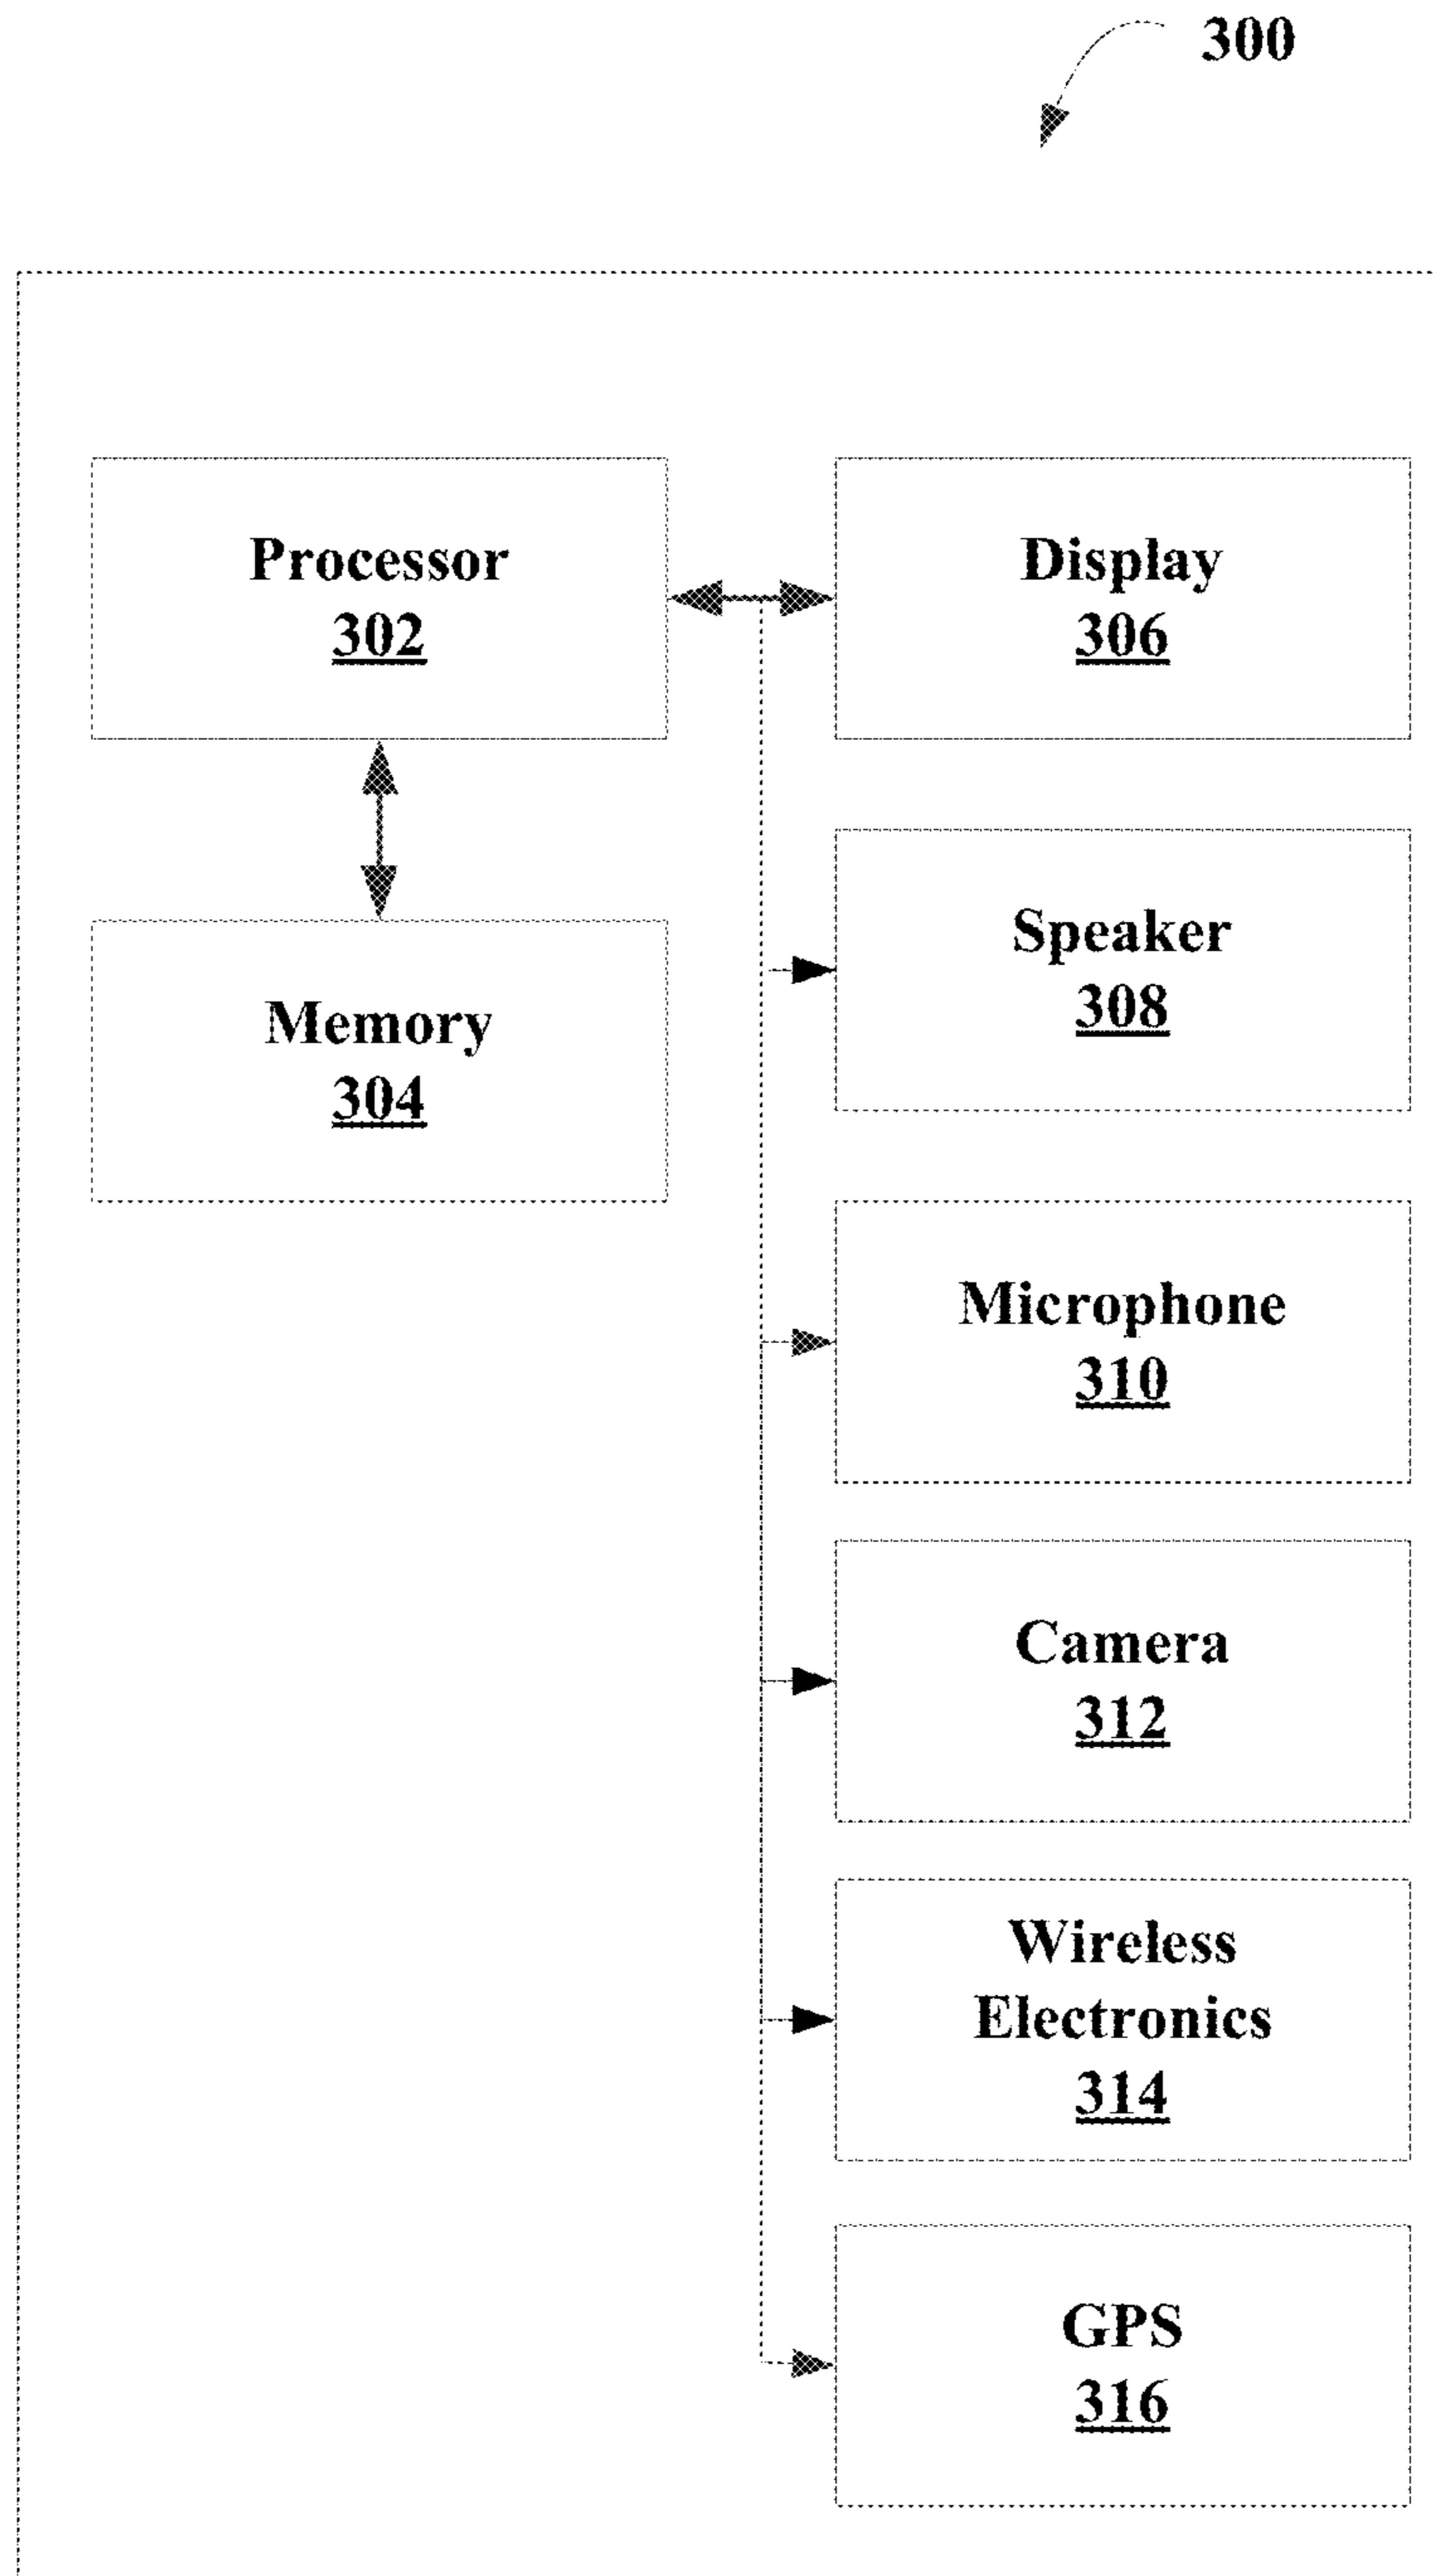 300
Processor
302
Display
306
Memory
304
Speaker
308
Microphone
310
Camera
312
Wireless
Electronics
314
GPS
316